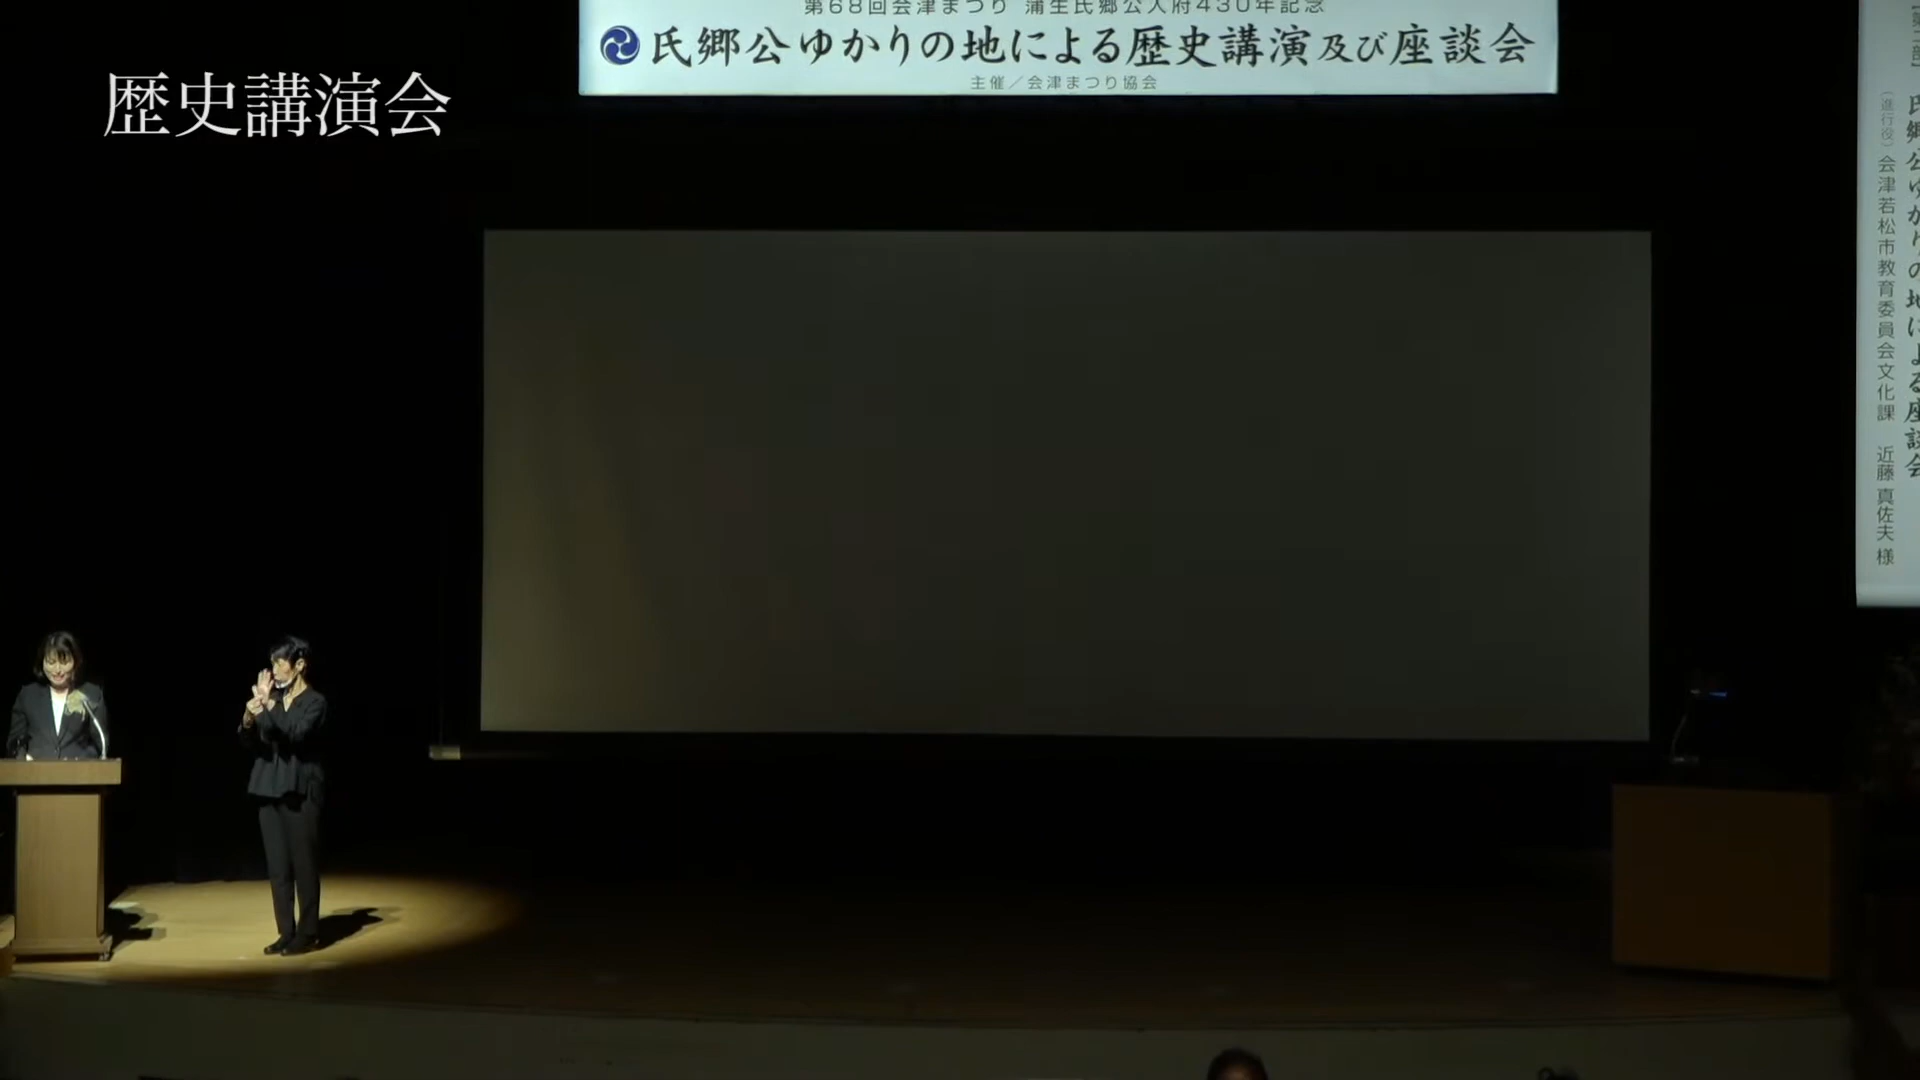 第68回会津まつり 蒲生氏郷公入府430年記念
氏郷公ゆかりの地による歴史講演及び座談会
主催／会津まつり協会
歴史講演会
【第二部】 氏郷公ゆかりの地による座談会
(進行役) 会津若松市教育委員会文化課 近藤 真佐夫 様